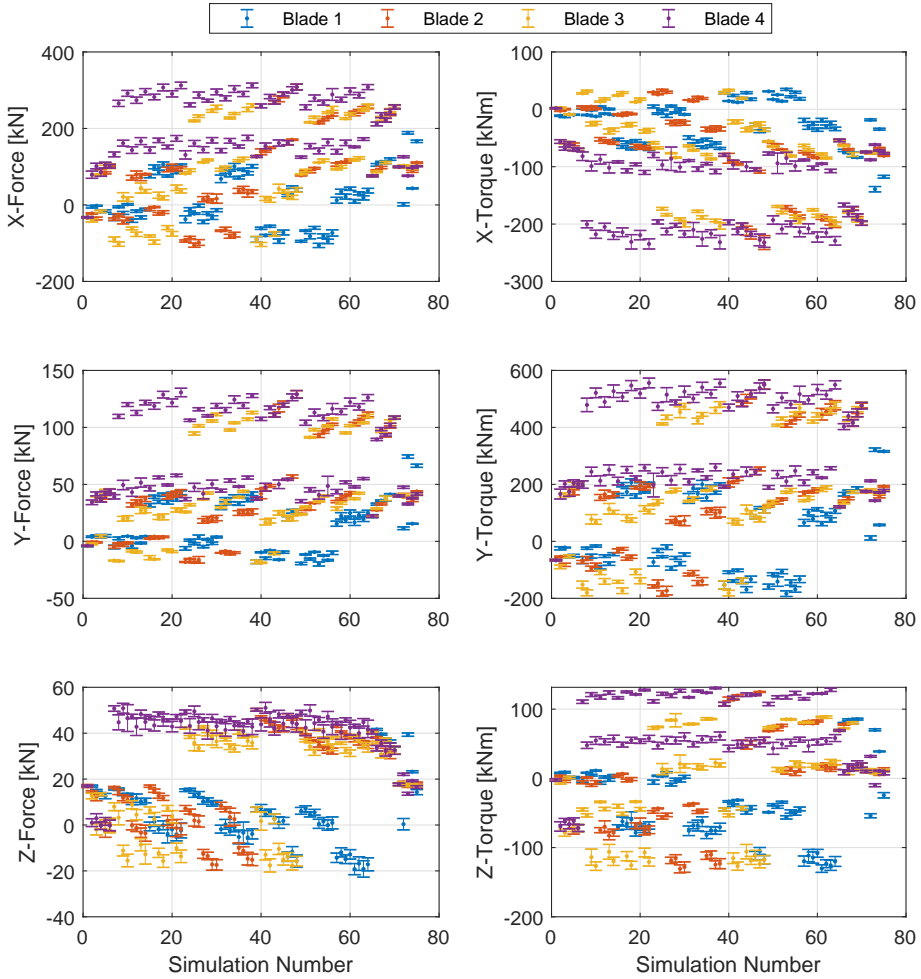 Blade 1 Blade 2 Blade 3 Blade 4
400
200
0
-200
X-Force [kN]
0 20 40 60 80
100
0
-100
-200
-300
X-Torque [kNm]
0 20 40 60 80
150
100
50
0
-50
Y-Force [kN]
0 20 40 60 80
600
400
200
0
-200
Y-Torque [kNm]
0 20 40 60 80
60
40
20
0
-20
-40
Z-Force [kN]
0 20 40 60 80
Simulation Number
100
0
-100
-200
Z-Torque [kNm]
0 20 40 60 80
Simulation Number